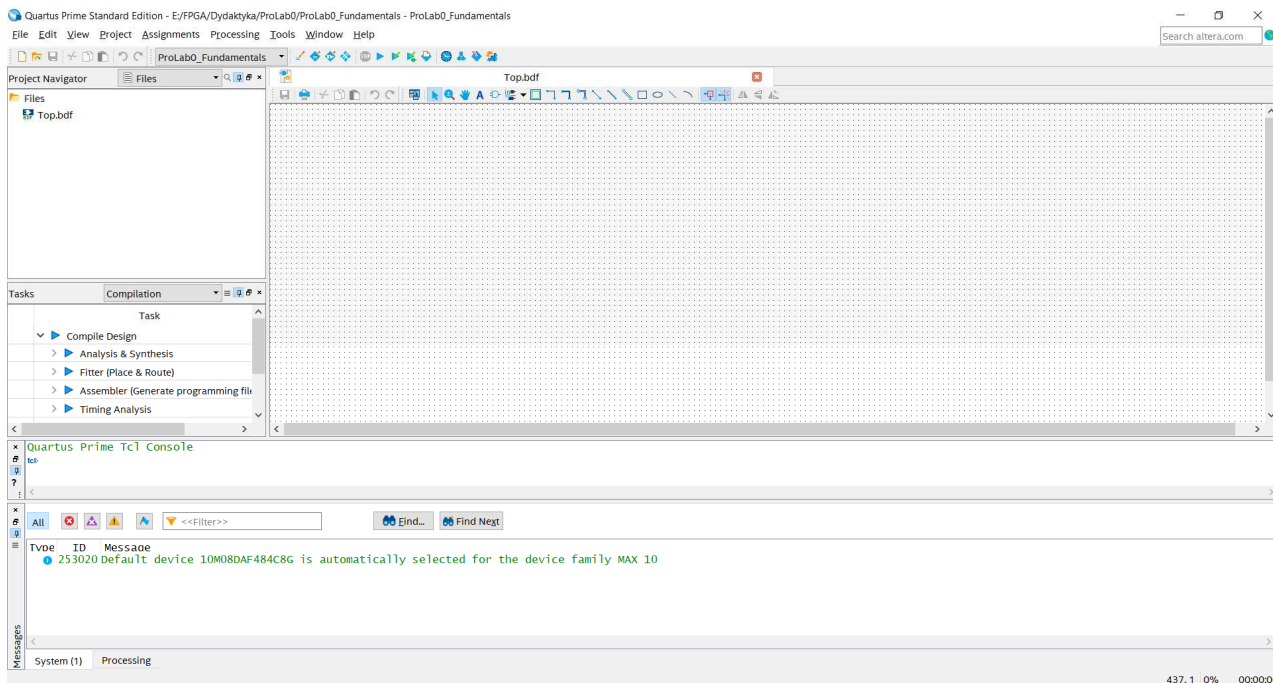 Quartus Prime Standard Edition - E:/FPGA/Dydaktyka/ProLab0/ProLab0_Fundamentals - ProLab0_Fundamentals
File Edit View Project Assignments Processing Tools Window Help
Search altera.com
ProLab0_Fundamentals
Project Navigator Files
Top.bdf
Files
Top.bdf
Tasks Compilation
Task
Compile Design
Analysis & Synthesis
Fitter (Place & Route)
Assembler (Generate programming file
Timing Analysis
Quartus Prime Tcl Console
tcl>
All <<Filter>> Find... Find Next
Type ID Message
253020 Default device 10M08DAF484C8G is automatically selected for the device family MAX 10
Messages
System (1) Processing
437, 1 0% 00:00:0